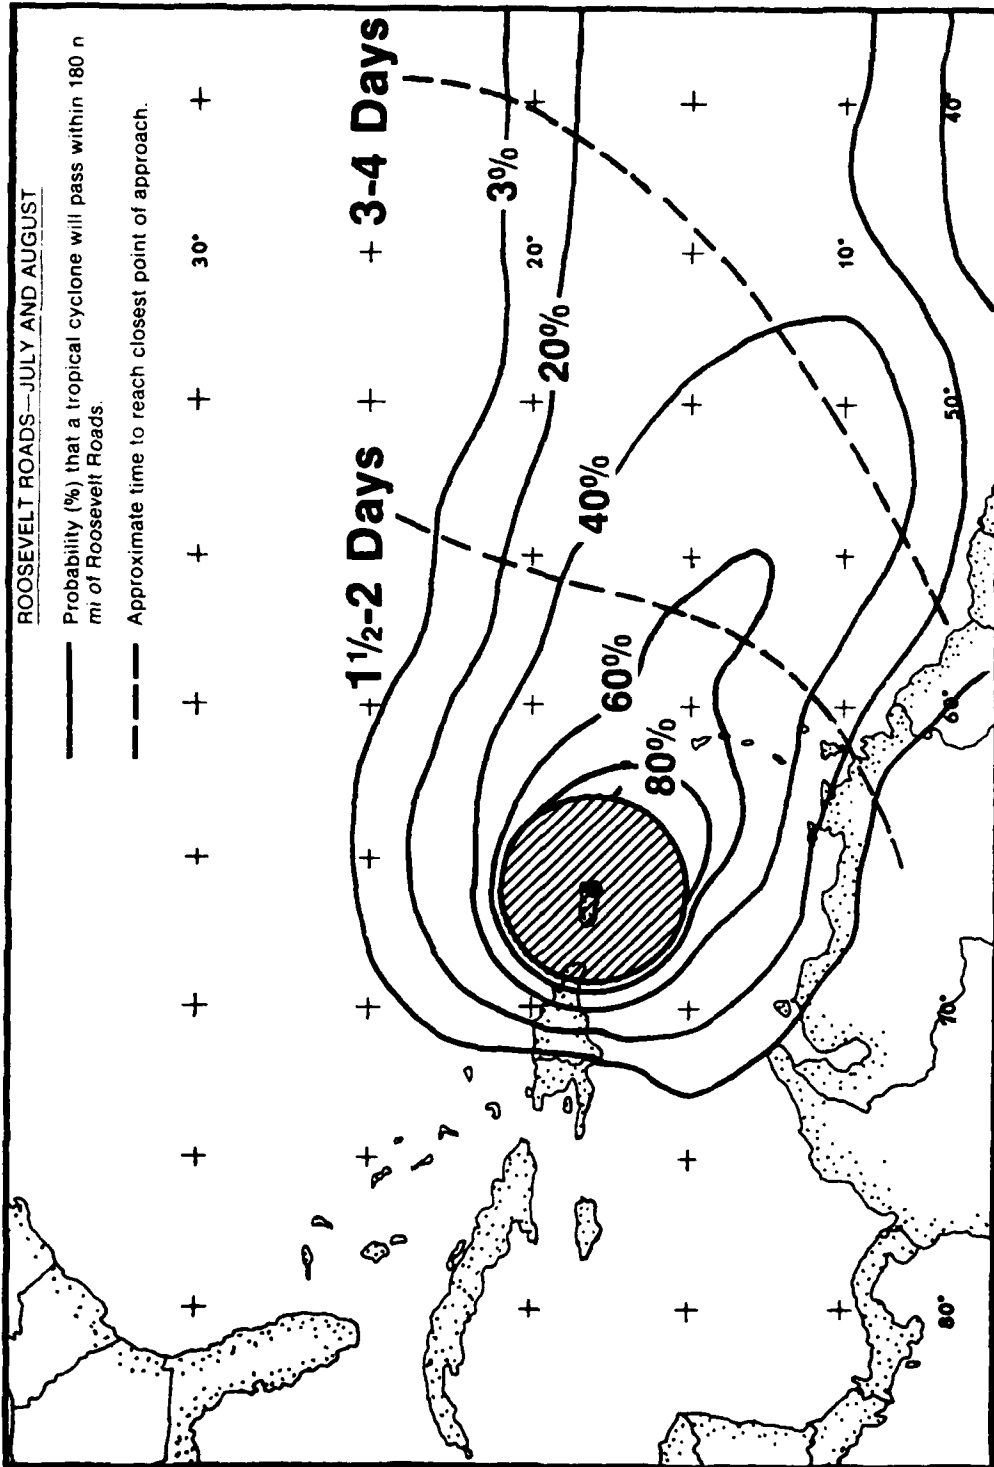 ROOSEVELT ROADS—JULY AND AUGUST
Probability (%) that a tropical cyclone will pass within 180 n
mi of Roosevelt Roads.
Approximate time to reach closest point of approach.
30°
1½-2 Days
3-4 Days
3%
20°
20%
40%
60%
80%
10°
80°
70°
60°
50°
40°